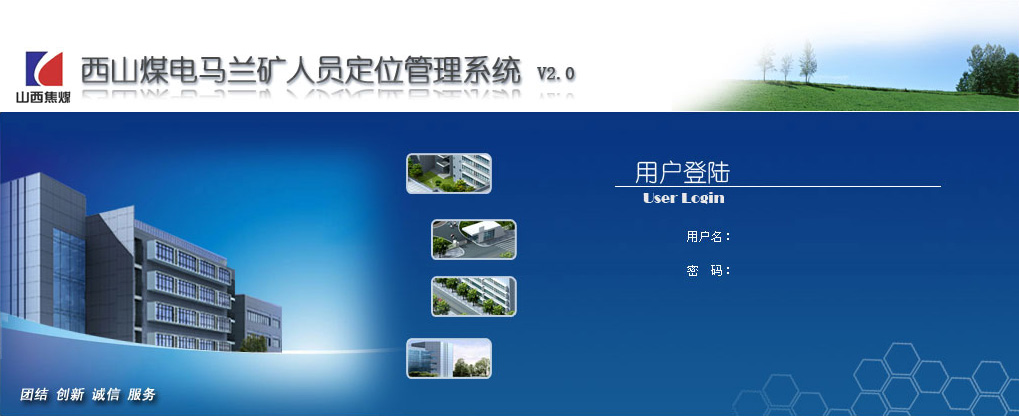 山西焦煤
西山煤电马兰矿人员定位管理系统 V2.0
用户登陆
User Login
用户名：
密 码：
团结 创新 诚信 服务